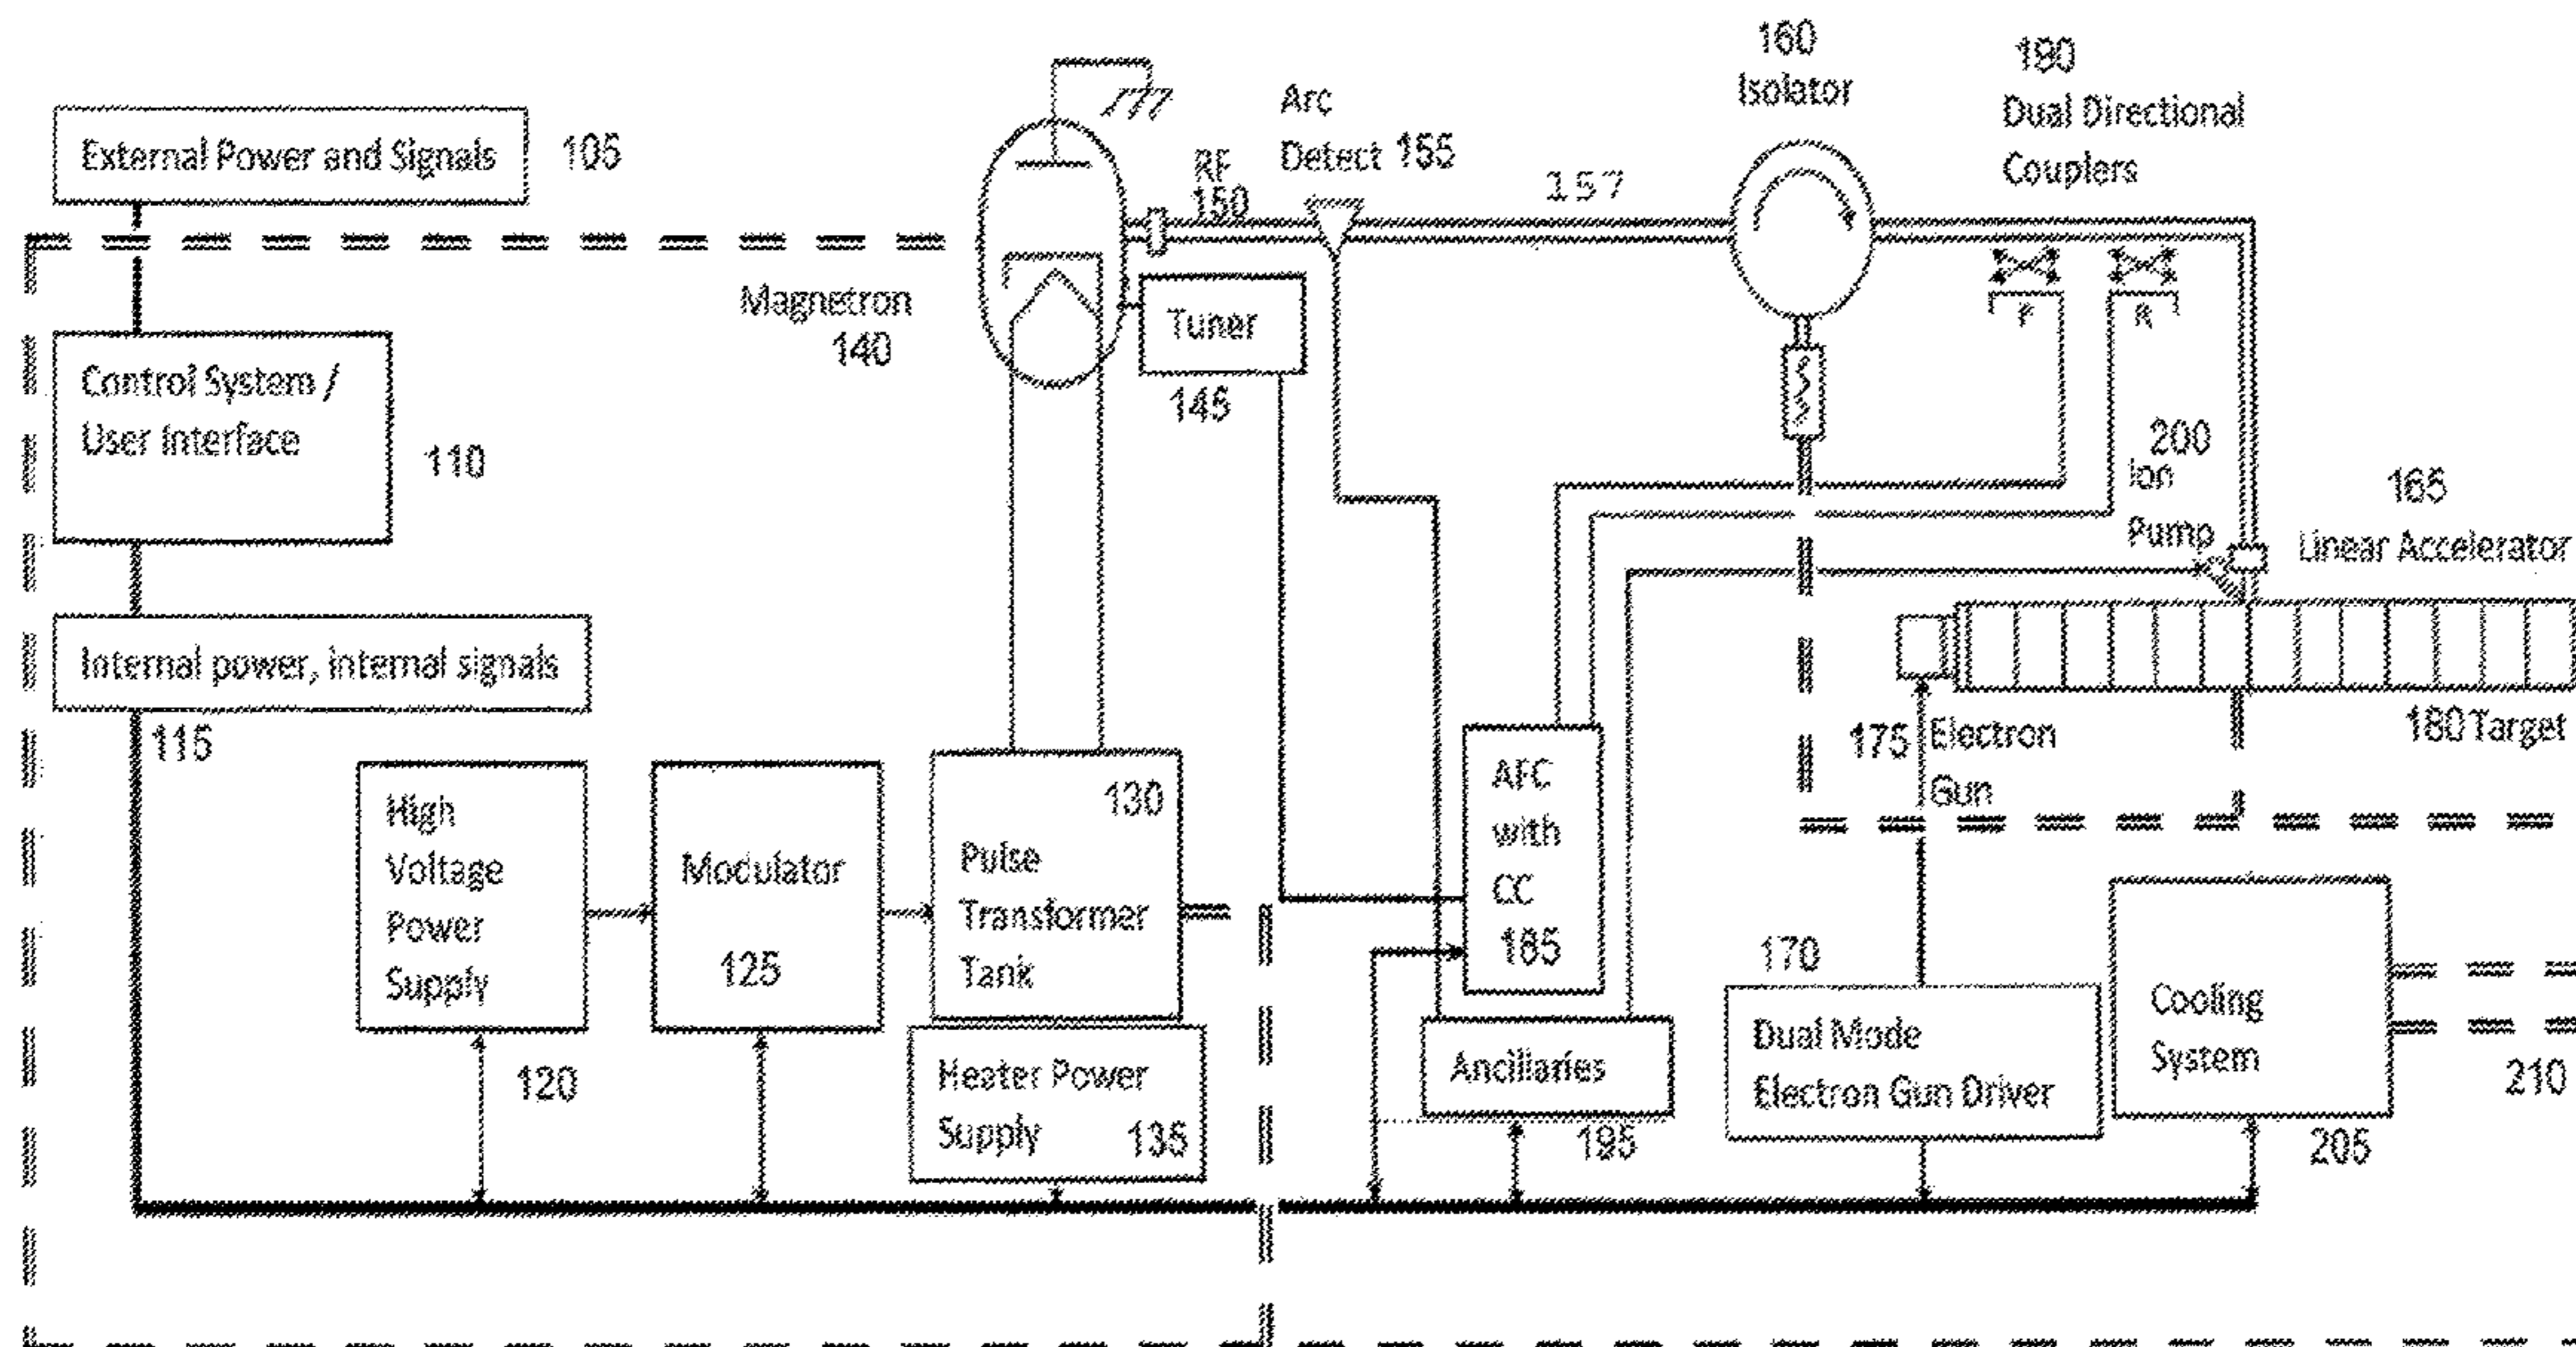 160
Isolator
190
Dual Directional
Couplers
Arc
Detect 155
External Power and Signals
105
RF
150
157
Magnetron
140
Tuner
145
F
R
Control System /
User Interface
110
200
Ion
Pump
165
Linear Accelerator
Internal power, internal signals
115
175
Electron
Gun
180 Target
High
Voltage
Power
Supply
120
Modulator
125
130
Pulse
Transformer
Tank
AFC
with
CC
185
170
Dual Mode
Electron Gun Driver
Cooling
System
205
210
Heater Power
Supply 135
Ancillaries
195